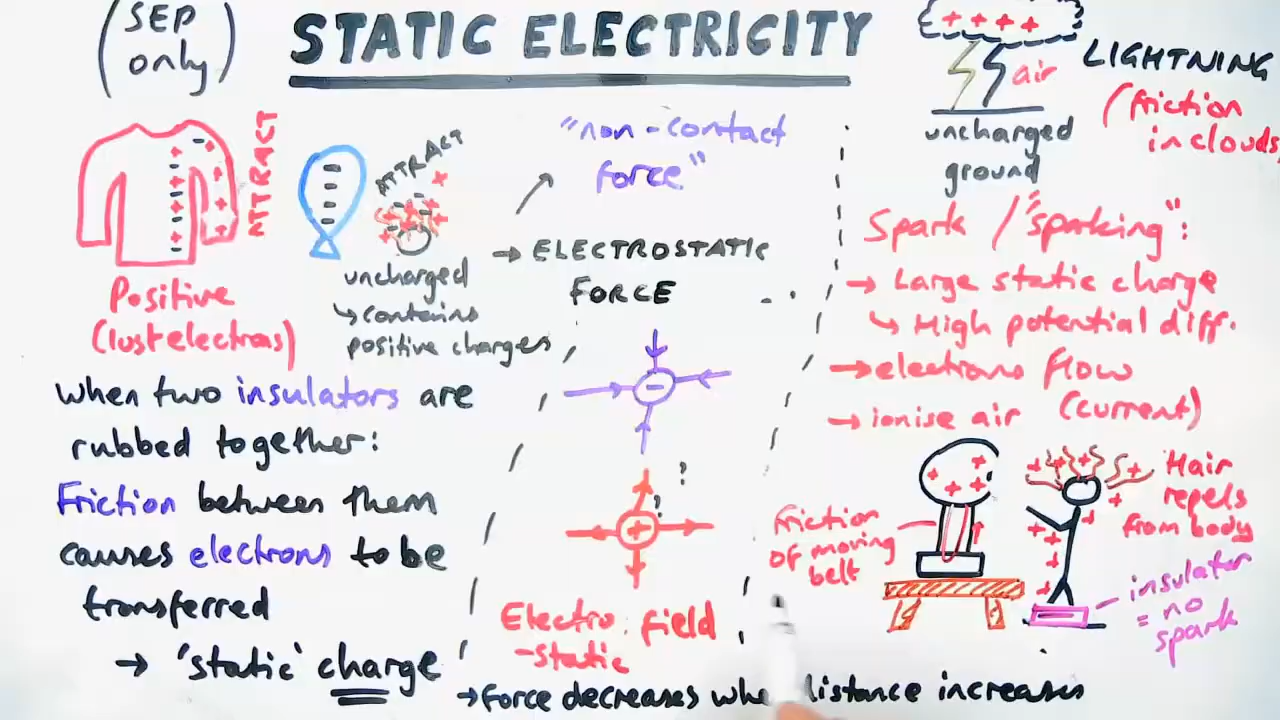 (SEP
only)
STATIC ELECTRICITY
ATTRACT
Positive
(lost electrons)
ATTRACT
uncharged
↳ contains
positive charges
"non-contact
force"
→ ELECTROSTATIC
FORCE
when two insulators are
rubbed together:
Friction between them
causes electrons to be
transferred
→ 'static' charge
Electro field
-static
→ force decreases distance increases
air
LIGHTNING
(friction
in clouds
uncharged
ground
Spark / "sparking":
→ Large static charge
↳ High potential diff.
→ electrons flow
(current)
→ ionise air
Friction
of moving
belt
Hair
repels
from body
insulator
= no
spark